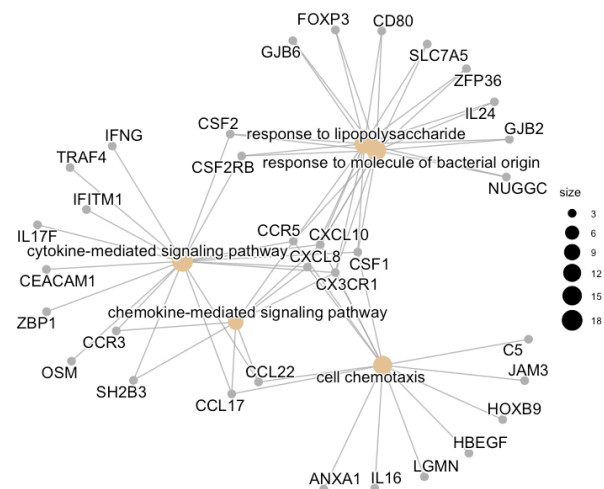 FOXP3
CD80
GJB6
SLC7A5
ZFP36
IL24
CSF2
response to lipopolysaccharide
GJB2
IFNG
TRAF4
CSF2RB
response to molecule of bacterial origin
NUGGC
size
IFITM1
3
CCR5
CXCL10
6
IL17F
cytokine-mediated signaling pathway
CXCL8
CSF1
9
CEACAM1
CX3CR1
12
ZBP1
chemokine-mediated signaling pathway
15
CCR3
18
OSM
CCL22
cell chemotaxis
C5
SH2B3
JAM3
CCL17
HOXB9
HBEGF
LGMN
ANXA1
IL16